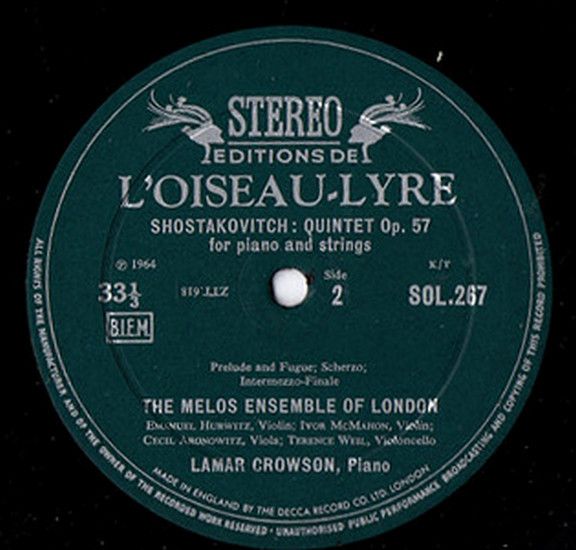 STEREO
EDITIONS DE
L'OISEAU-LYRE
SHOSTAKOVITCH: QUINTET Op. 57
for piano and strings
℗ 1964
K/T
33⅓
ZTT.618
Side
2
SOL.267
BIEM
Prelude and Fugue; Scherzo;
Intermezzo-Finale
THE MELOS ENSEMBLE OF LONDON
EMANUEL HURWITZ, Violin; IVOR MCMAHON, Violin;
CECIL ARONOWITZ, Viola; TERENCE WEIL, Violoncello
LAMAR CROWSON, Piano
MADE IN ENGLAND BY THE DECCA RECORD CO. LTD. LONDON
ALL RIGHTS OF THE MANUFACTURER AND OF THE OWNER OF THE RECORDED WORK RESERVED · UNAUTHORISED PUBLIC PERFORMANCE BROADCASTING AND COPYING OF THIS RECORD PROHIBITED